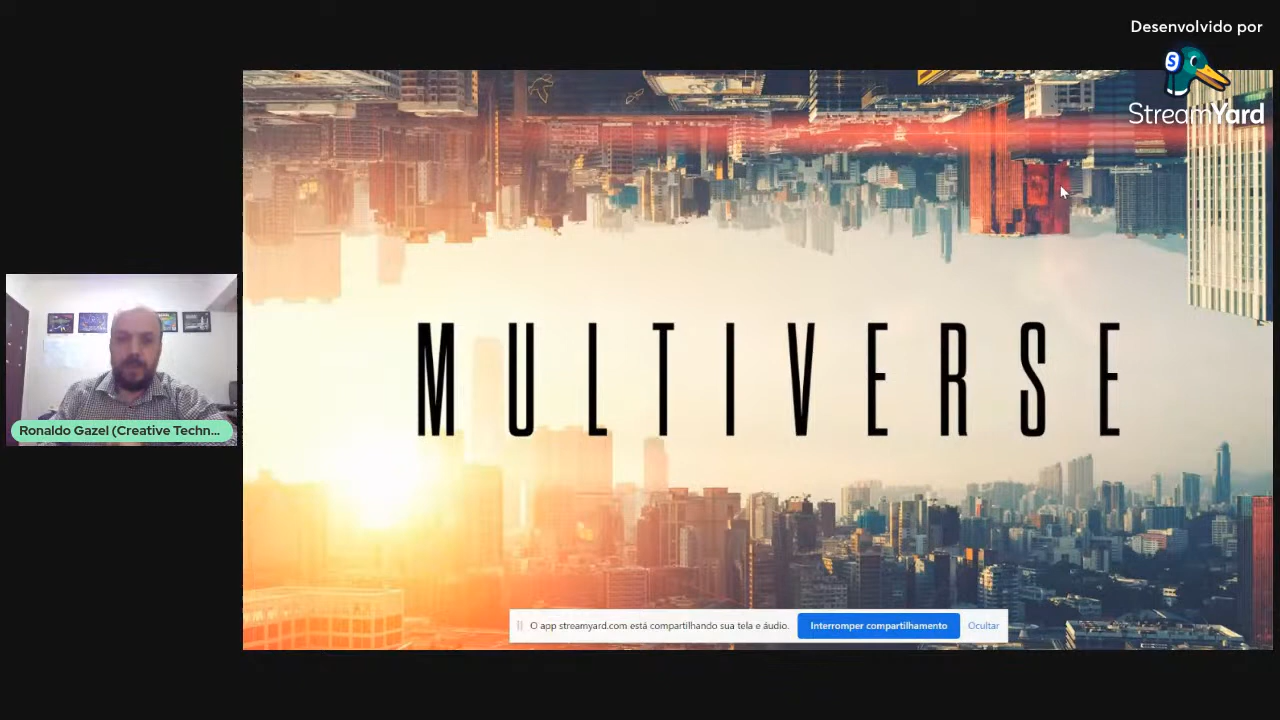 Desenvolvido por
S
StreamYard
MULTIVERSE
Ronaldo Gazel (Creative Techn...
O app streamyard.com está compartilhando sua tela e áudio.
Interromper compartilhamento
Ocultar